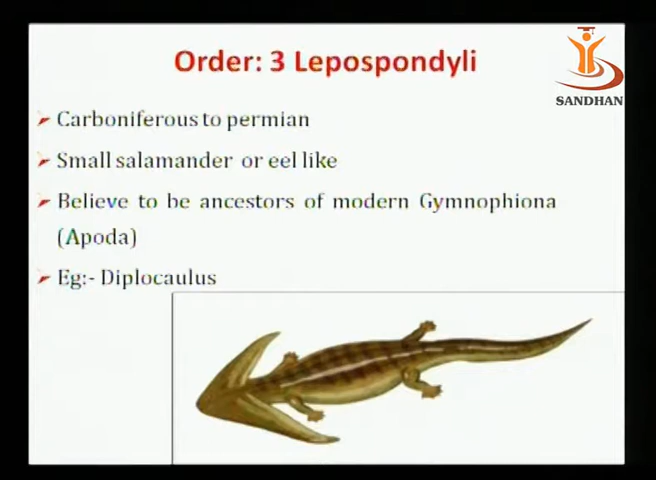 Order: 3 Lepospondyli
SANDHAN
Carboniferous to permian
Small salamander or eel like
Believe to be ancestors of modern Gymnophiona
(Apoda)
Eg:- Diplocaulus